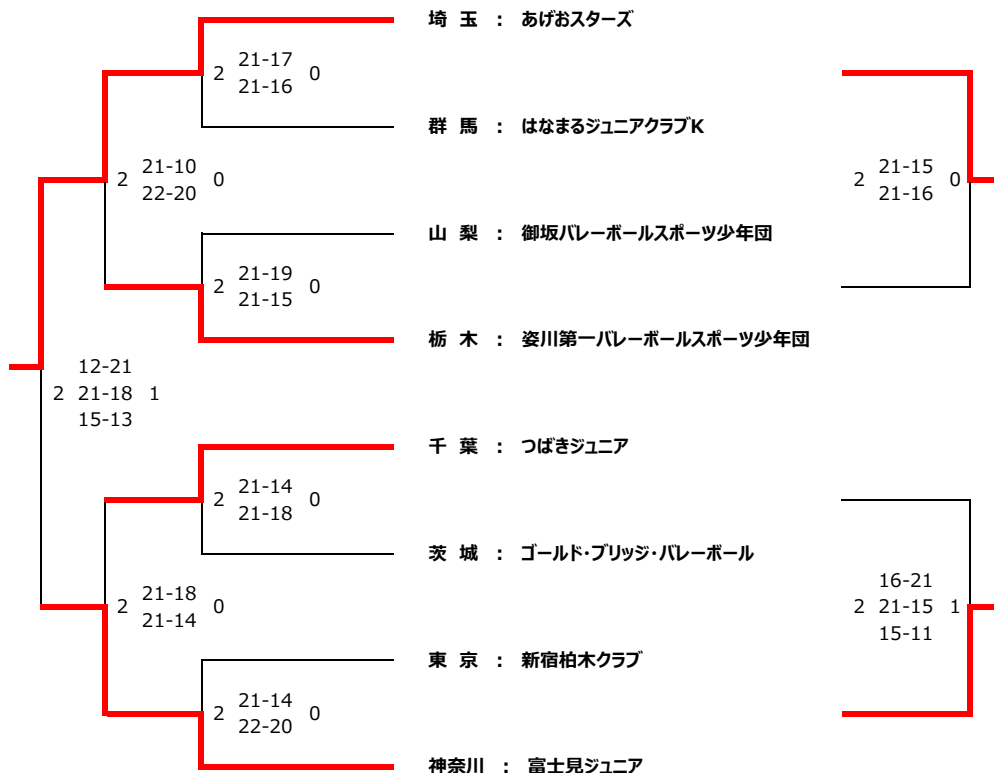 埼 玉 : あげおスターズ
2 21-17 0
21-16
群 馬 : はなまるジュニアクラブK
2 21-10 0
22-20
2 21-15 0
21-16
山 梨 : 御坂バレーボールスポーツ少年団
2 21-19 0
21-15
栃 木 : 姿川第一バレーボールスポーツ少年団
12-21
2 21-18 1
15-13
千 葉 : つばきジュニア
2 21-14 0
21-18
茨 城 : ゴールド・ブリッジ・バレーボール
2 21-18 0
21-14
16-21
2 21-15 1
15-11
東 京 : 新宿柏木クラブ
2 21-14 0
22-20
神奈川 : 富士見ジュニア